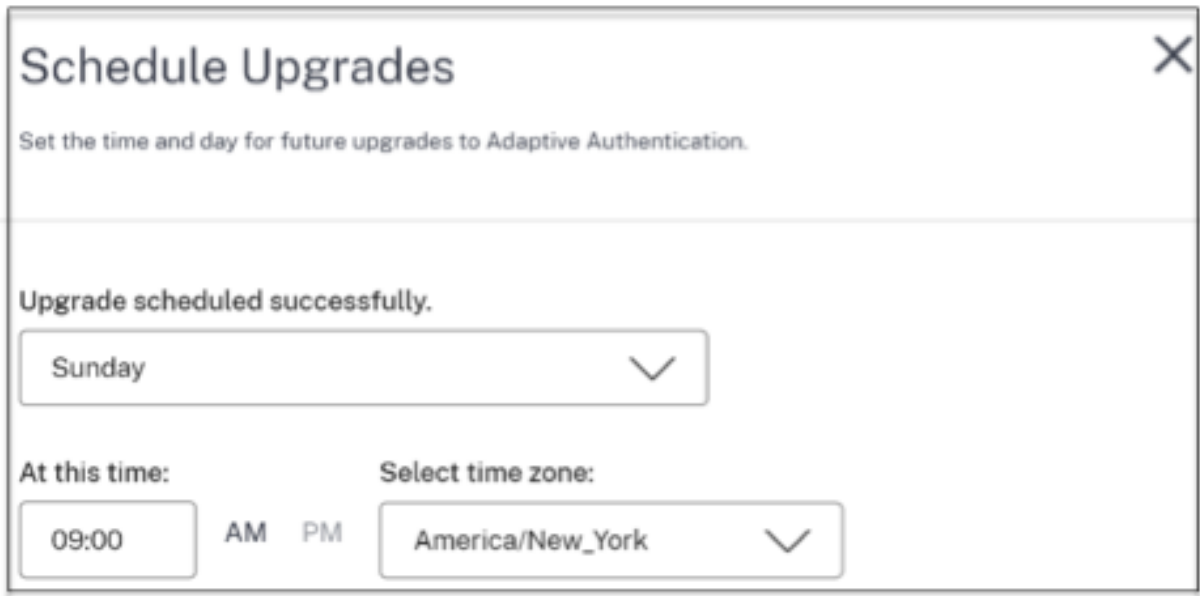 Schedule Upgrades
Set the time and day for future upgrades to Adaptive Authentication.
Upgrade scheduled successfully.
Sunday
At this time: Select time zone:
09:00 AM PM America/New_York